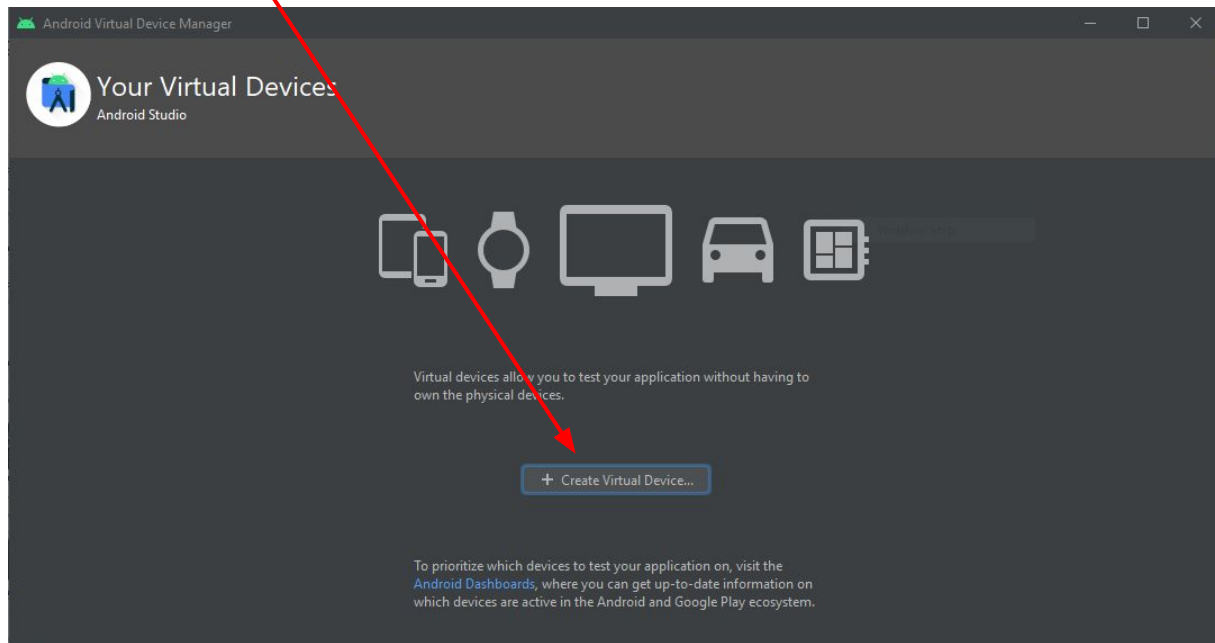 Android Virtual Device Manager
Your Virtual Devices
Android Studio
Virtual devices allow you to test your application without having to
own the physical devices.
+ Create Virtual Device...
To prioritize which devices to test your application on, visit the
Android Dashboards, where you can get up-to-date information on
which devices are active in the Android and Google Play ecosystem.